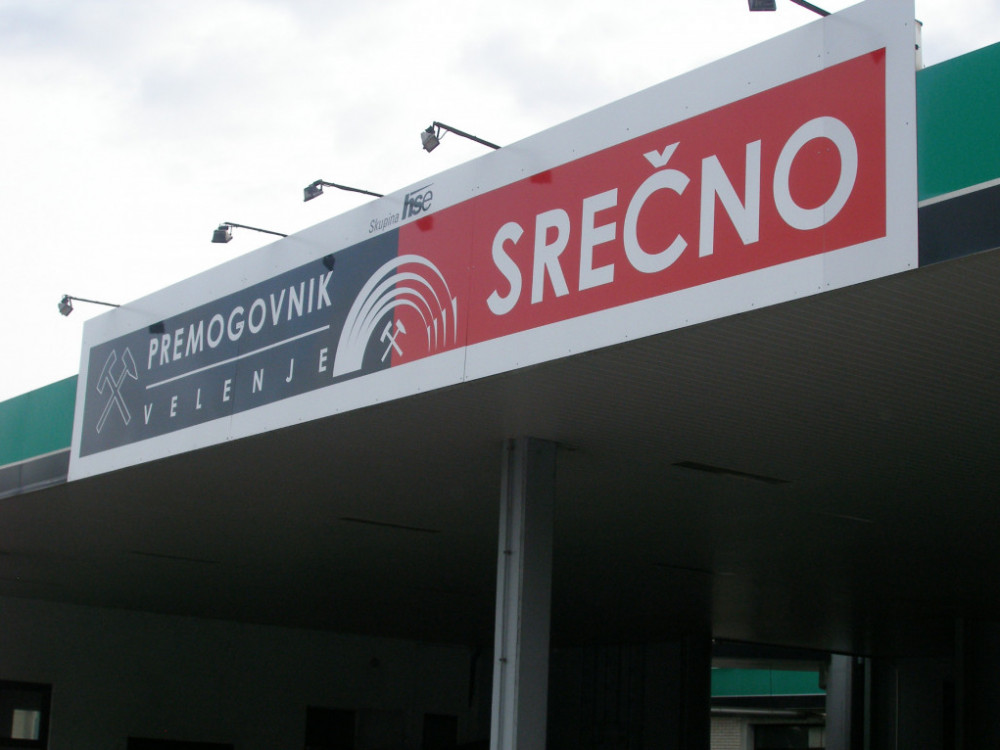 Skupina hse
PREMOGOVNIK
VELENJE
SREČNO